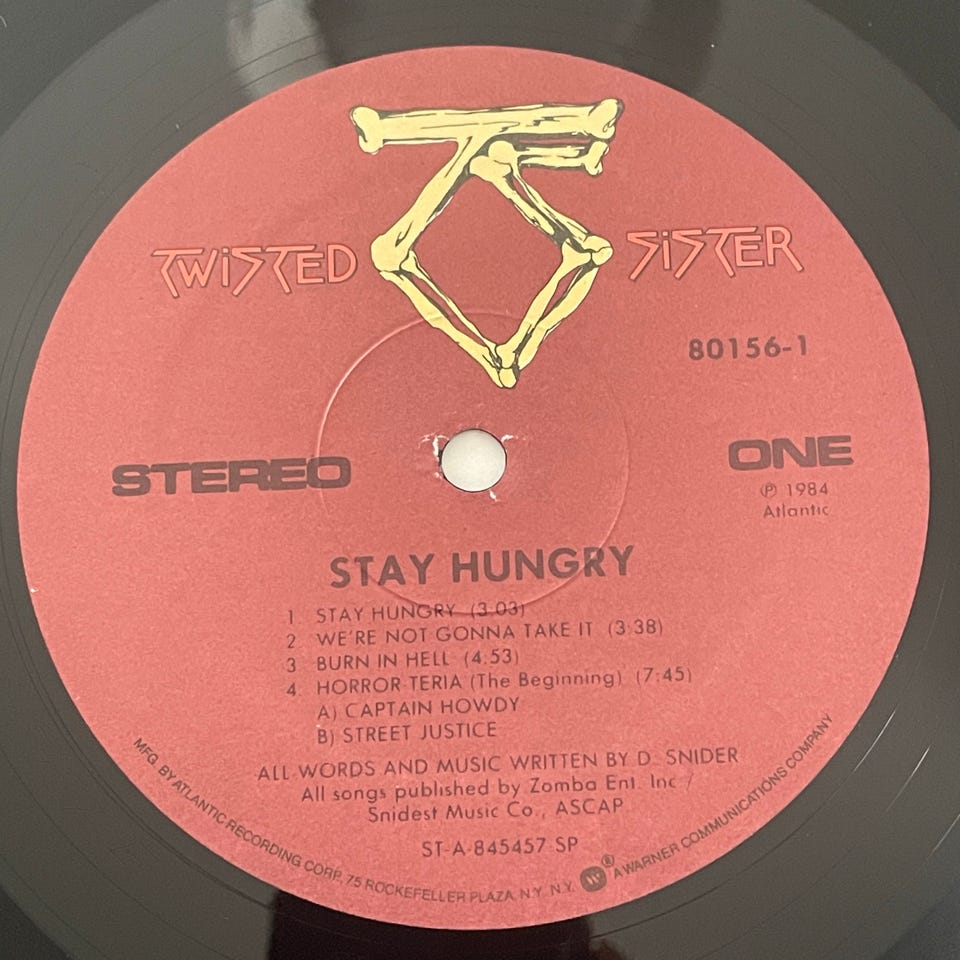 TWiSTED SiSTER
80156-1
STEREO
ONE
℗ 1984
Atlantic
STAY HUNGRY
1 STAY HUNGRY (3:03)
2 WE'RE NOT GONNA TAKE IT (3:38)
3 BURN IN HELL (4:53)
4 HORROR-TERIA (The Beginning) (7:45)
A) CAPTAIN HOWDY
B) STREET JUSTICE
ALL WORDS AND MUSIC WRITTEN BY D. SNIDER
All songs published by Zomba Ent. Inc /
Snidest Music Co., ASCAP
ST-A-845457 SP
MFG. BY ATLANTIC RECORDING CORP. 75 ROCKEFELLER PLAZA, N.Y. N.Y. W® A WARNER COMMUNICATIONS COMPANY